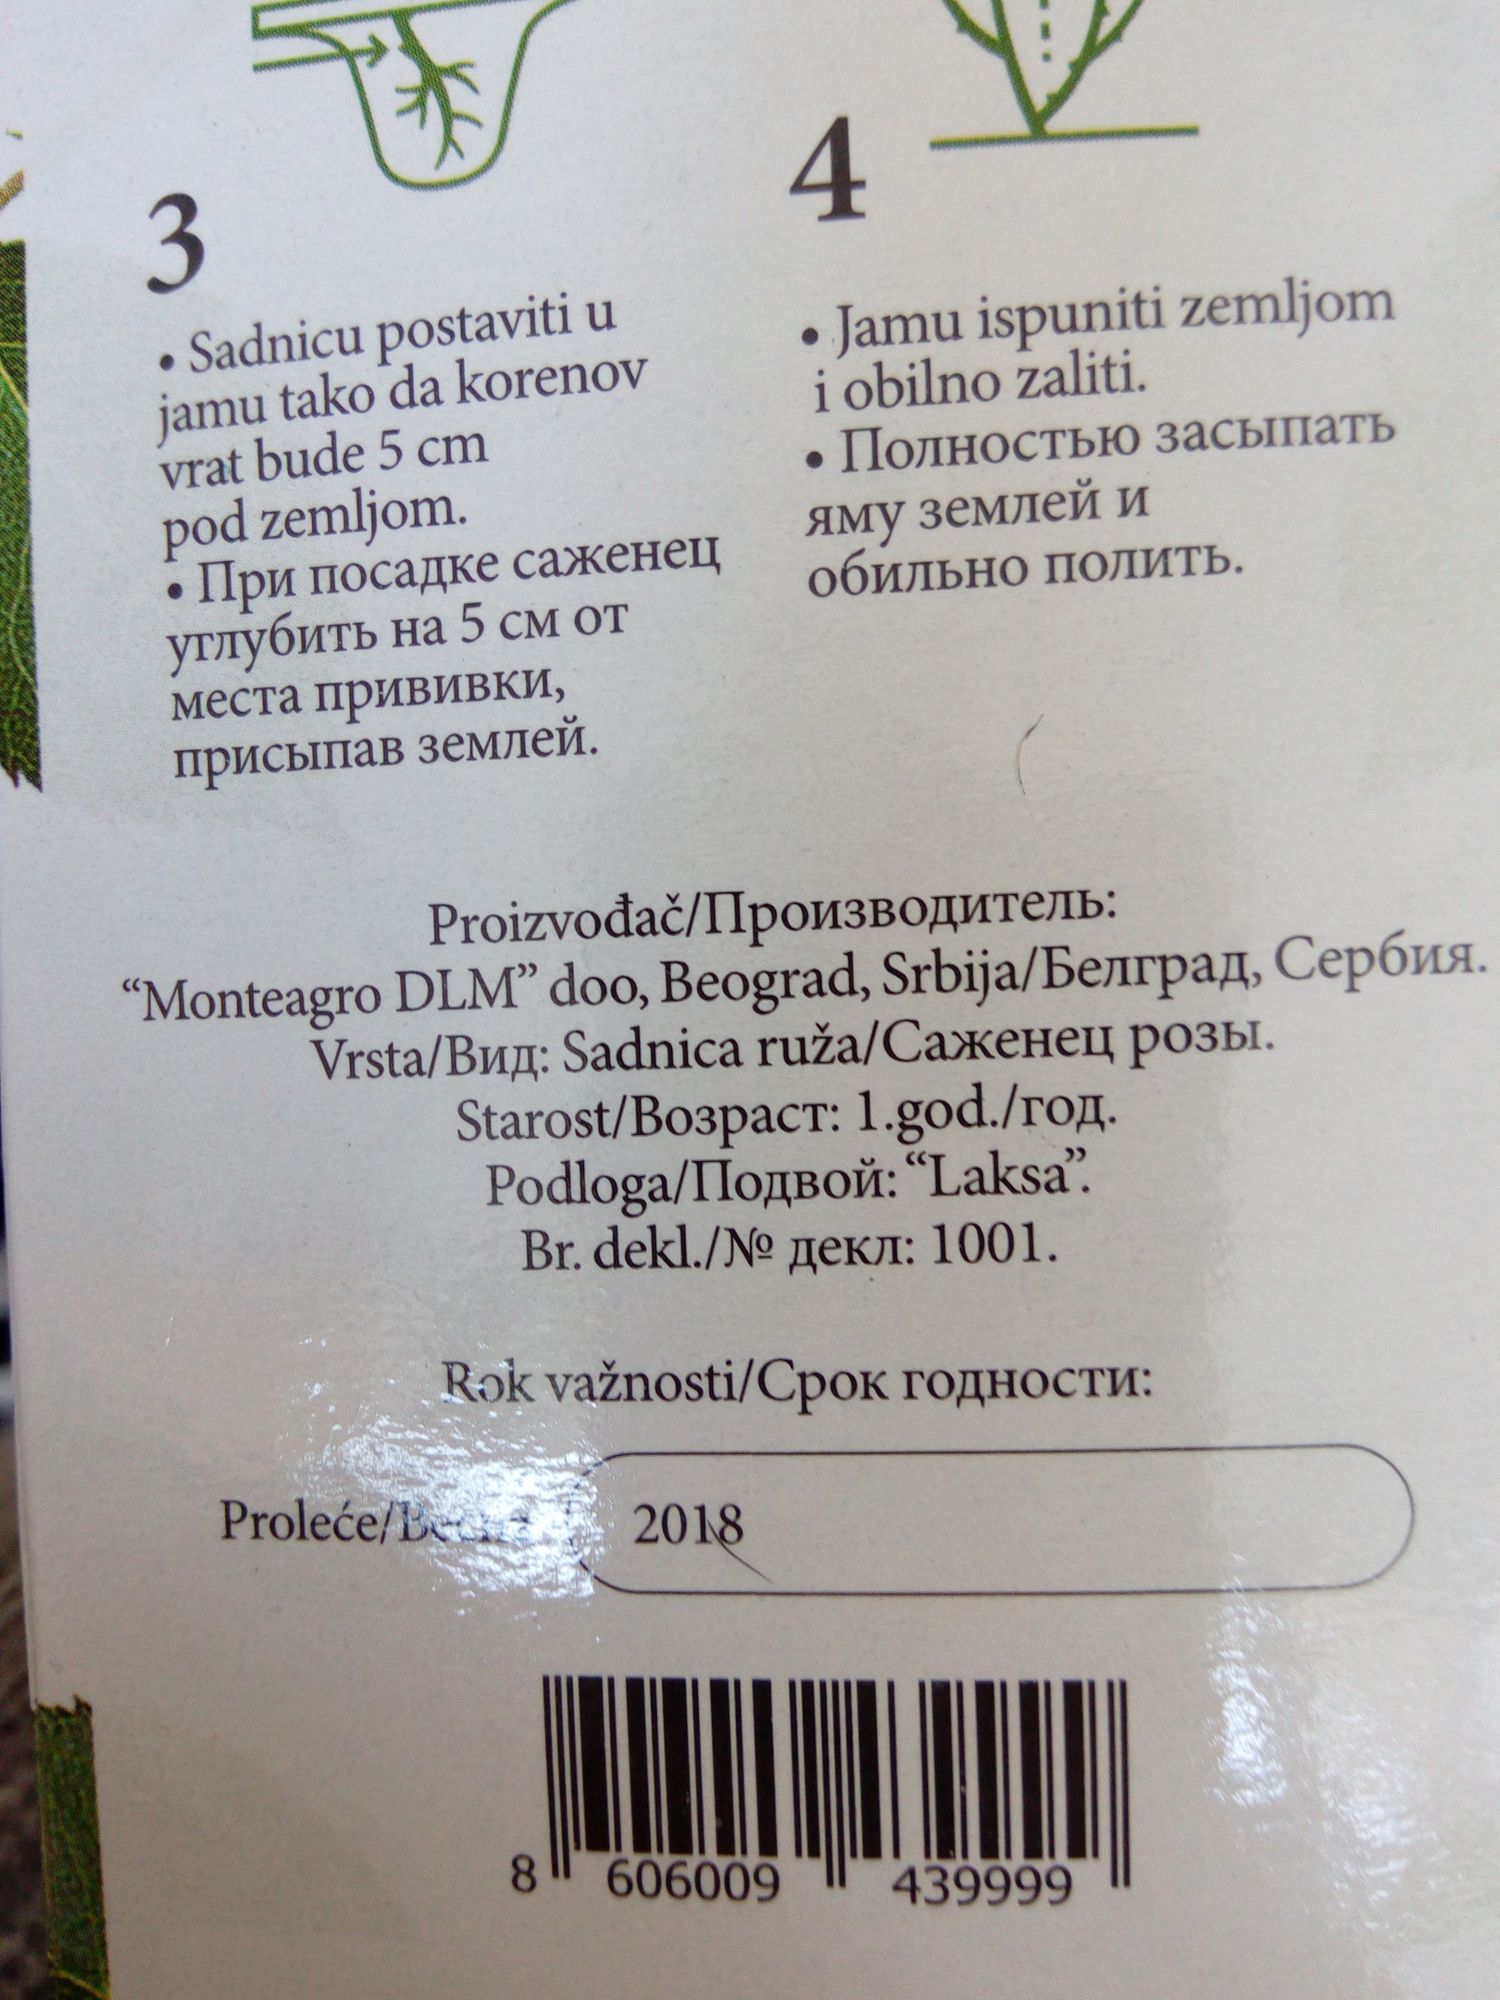 3
• Sadnicu postaviti u
jamu tako da korenov
vrat bude 5 cm
pod zemljom.
• При посадке саженец
углубить на 5 см от
места прививки,
присыпав землей.
4
• Jamu ispuniti zemljom
i obilno zaliti.
• Полностью засыпать
яму землей и
обильно полить.
Proizvođač/Производитель:
“Monteagro DLM” doo, Beograd, Srbija/Белград, Сербия.
Vrsta/Вид: Sadnica ruža/Саженец розы.
Starost/Возраст: 1.god./год.
Podloga/Подвой: “Laksa”.
Br. dekl./№ декл: 1001.
Rok važnosti/Срок годности:
Proleće/Весна 2018
8 606009 439999